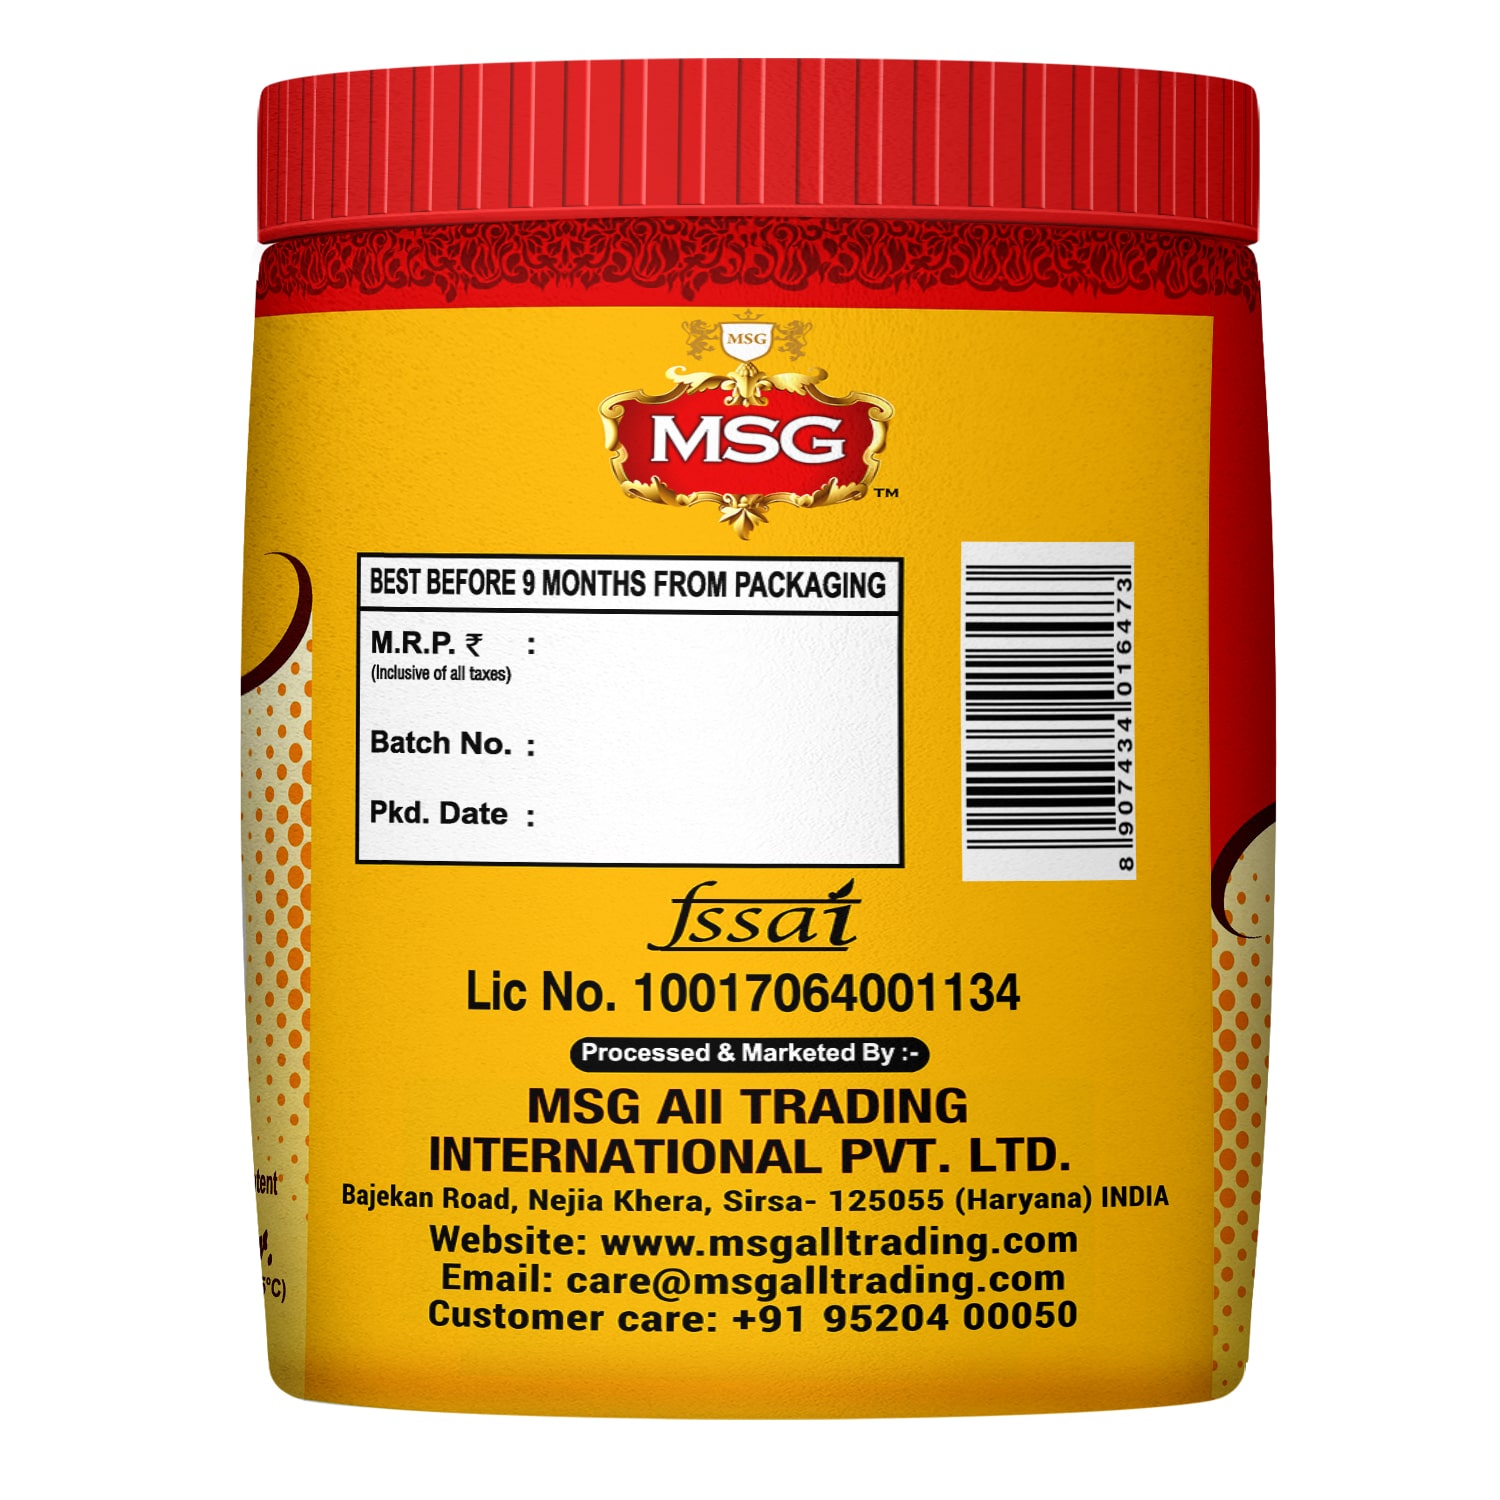 MSG
MSG
TM
BEST BEFORE 9 MONTHS FROM PACKAGING
M.R.P. ₹ :
(Inclusive of all taxes)
Batch No. :
Pkd. Date :
8 907434 016473
fssai
Lic No. 10017064001134
Processed & Marketed By :-
MSG All TRADING
INTERNATIONAL PVT. LTD.
Bajekan Road, Nejia Khera, Sirsa- 125055 (Haryana) INDIA
Website: www.msgalltrading.com
Email: care@msgalltrading.com
Customer care: +91 95204 00050